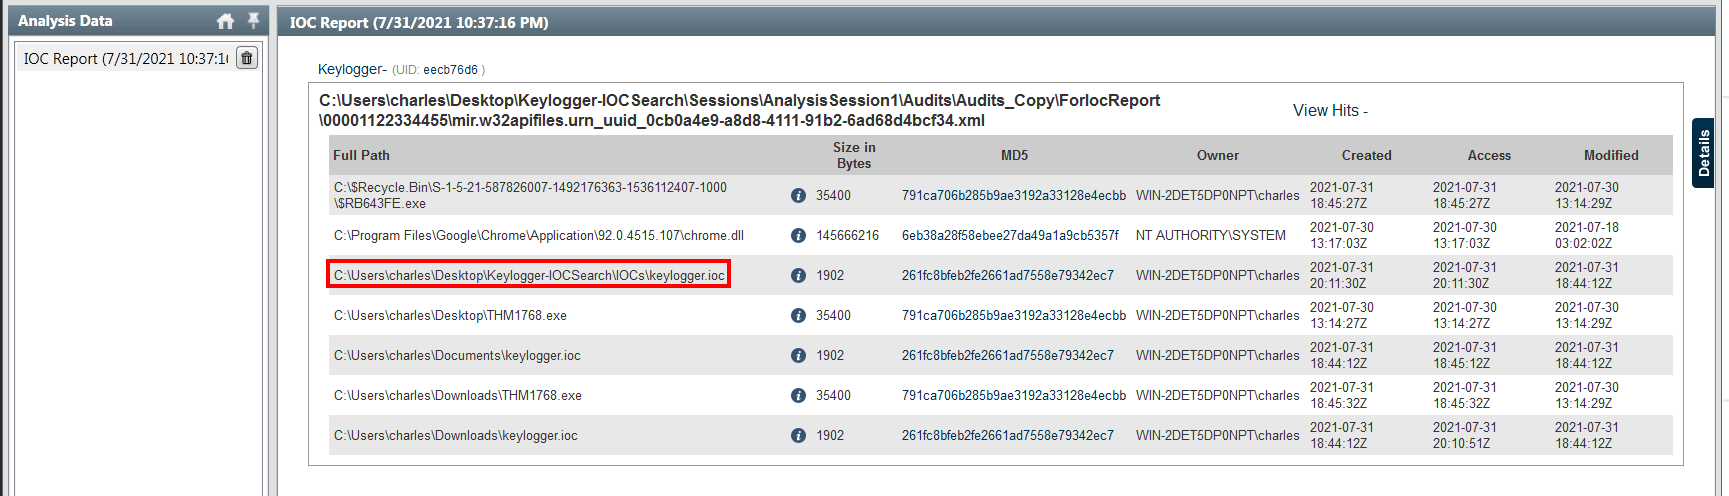 Analysis Data
IOC Report (7/31/2021 10:37:16 PM)
IOC Report (7/31/2021 10:37:1
Keylogger- (UID: eecb76d6 )
C:\Users\charles\Desktop\Keylogger-IOCSearch\Sessions\AnalysisSession1\Audits\Audits_Copy\ForIocReport
\00001122334455\mir.w32apifiles.urn_uuid_0cb0a4e9-a8d8-4111-91b2-6ad68d4bcf34.xml
View Hits -
Details
Full Path Size in Bytes MD5 Owner Created Access Modified
C:\$Recycle.Bin\S-1-5-21-587826007-1492176363-1536112407-1000
\$RB643FE.exe
35400 791ca706b285b9ae3192a33128e4ecbb WIN-2DET5DP0NPT\charles 2021-07-31 18:45:27Z 2021-07-31 18:45:27Z 2021-07-30 13:14:29Z
C:\Program Files\Google\Chrome\Application\92.0.4515.107\chrome.dll 145666216 6eb38a28f58ebee27da49a1a9cb5357f NT AUTHORITY\SYSTEM 2021-07-30 13:17:03Z 2021-07-30 13:17:03Z 2021-07-18 03:02:02Z
C:\Users\charles\Desktop\Keylogger-IOCSearch\IOCs\keylogger.ioc 1902 261fc8bfeb2fe2661ad7558e79342ec7 WIN-2DET5DP0NPT\charles 2021-07-31 20:11:30Z 2021-07-31 20:11:30Z 2021-07-31 18:44:12Z
C:\Users\charles\Desktop\THM1768.exe 35400 791ca706b285b9ae3192a33128e4ecbb WIN-2DET5DP0NPT\charles 2021-07-30 13:14:27Z 2021-07-30 13:14:27Z 2021-07-30 13:14:29Z
C:\Users\charles\Documents\keylogger.ioc 1902 261fc8bfeb2fe2661ad7558e79342ec7 WIN-2DET5DP0NPT\charles 2021-07-31 18:44:12Z 2021-07-31 18:45:12Z 2021-07-31 18:44:12Z
C:\Users\charles\Downloads\THM1768.exe 35400 791ca706b285b9ae3192a33128e4ecbb WIN-2DET5DP0NPT\charles 2021-07-31 18:45:32Z 2021-07-31 18:45:32Z 2021-07-30 13:14:29Z
C:\Users\charles\Downloads\keylogger.ioc 1902 261fc8bfeb2fe2661ad7558e79342ec7 WIN-2DET5DP0NPT\charles 2021-07-31 18:44:12Z 2021-07-31 20:10:51Z 2021-07-31 18:44:12Z